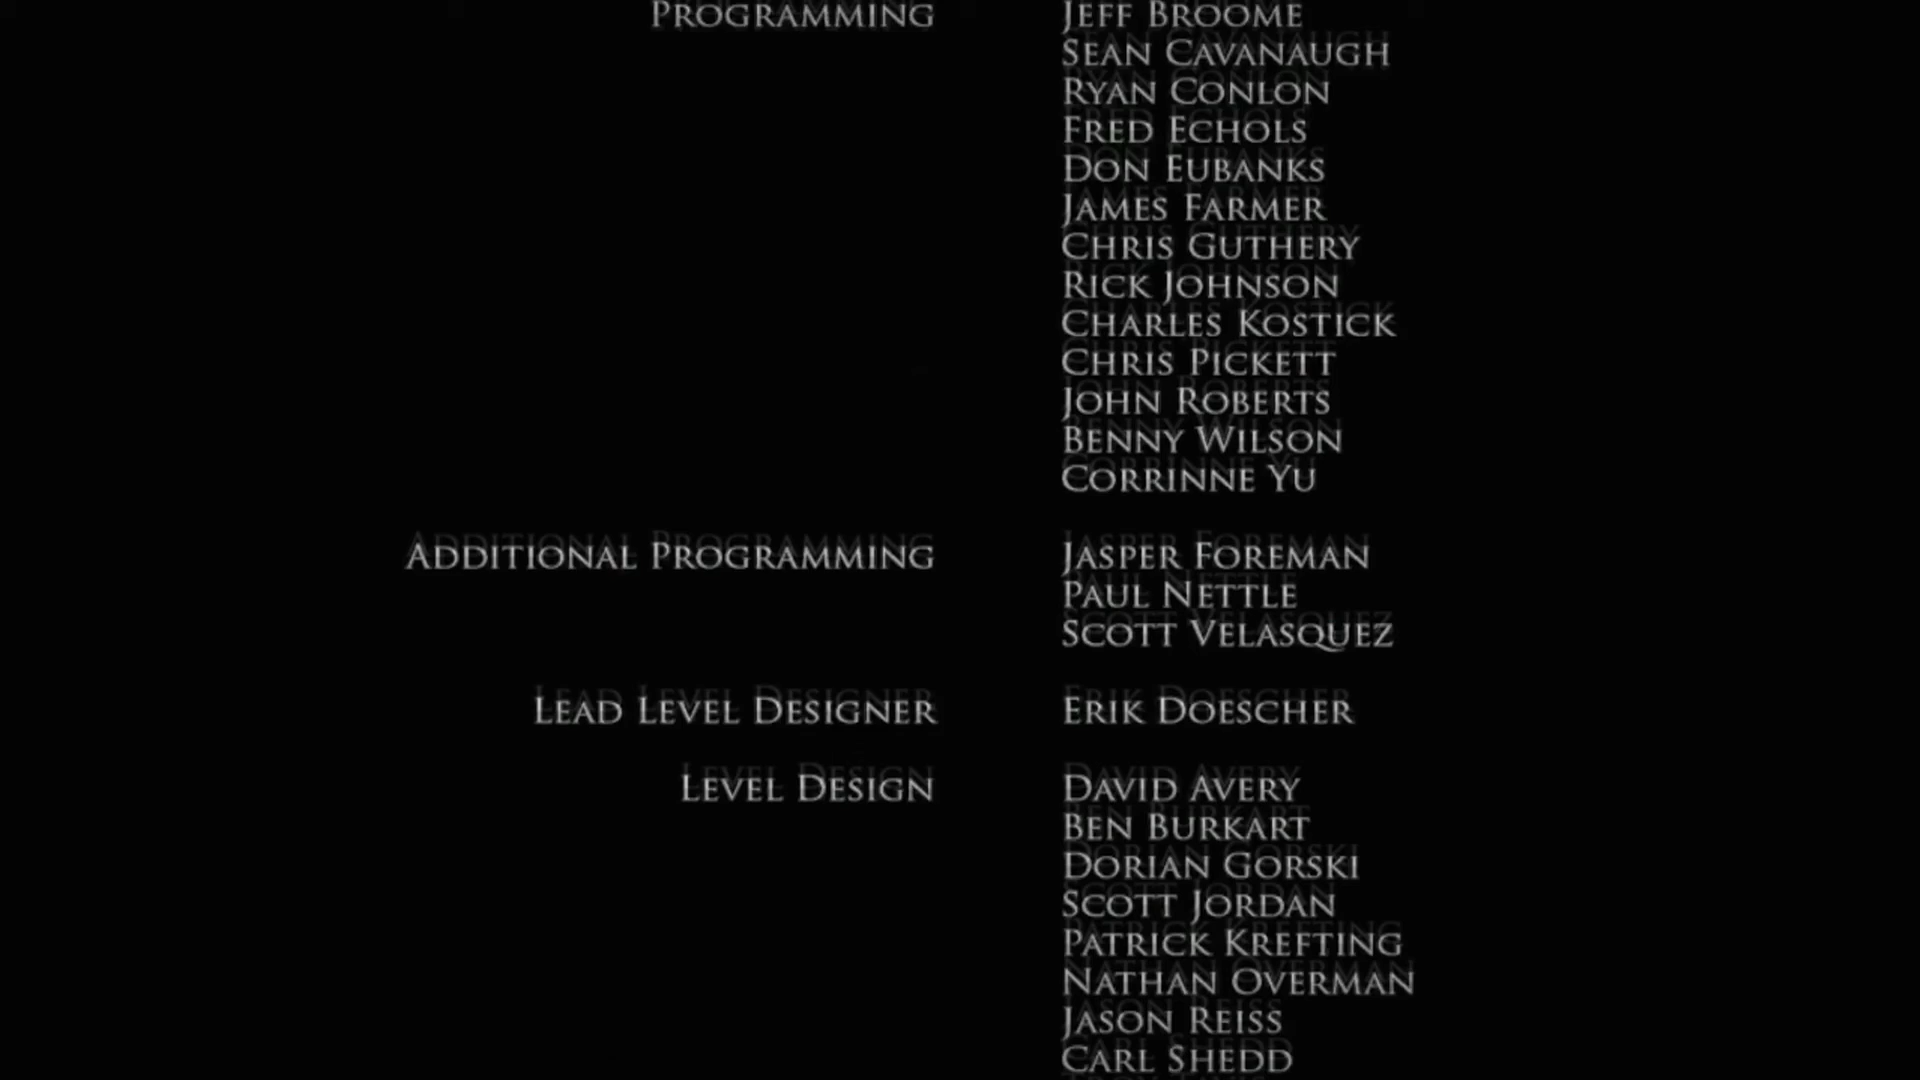 Programming Jeff Broome
Sean Cavanaugh
Ryan Conlon
Fred Echols
Don Eubanks
James Farmer
Chris Guthery
Rick Johnson
Charles Kostick
Chris Pickett
John Roberts
Benny Wilson
Corrinne Yu
Additional Programming Jasper Foreman
Paul Nettle
Scott Velasquez
Lead Level Designer Erik Doescher
Level Design David Avery
Ben Burkart
Dorian Gorski
Scott Jordan
Patrick Krefting
Nathan Overman
Jason Reiss
Carl Shedd